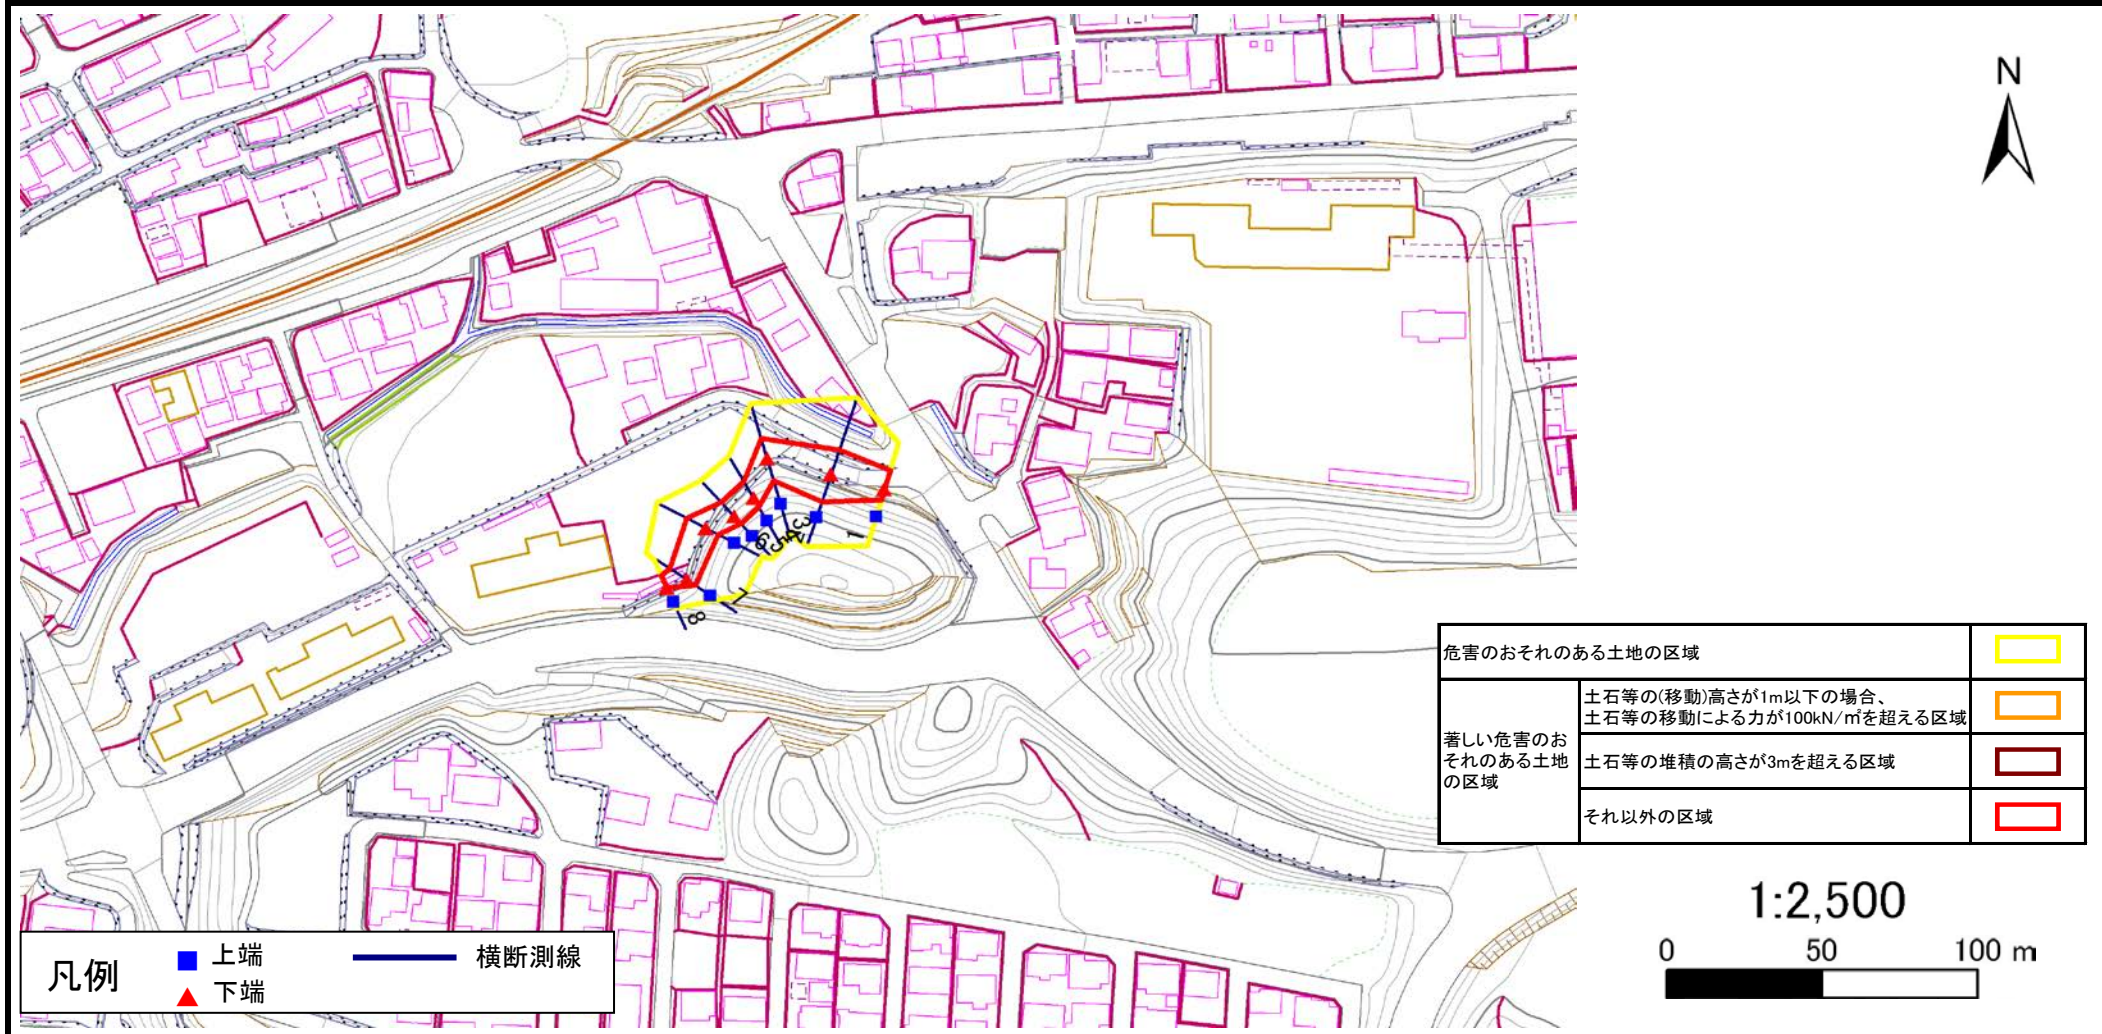 N
1
2
3
4
5
6
7
8
危害のおそれのある土地の区域
著しい危害のお
それのある土地
の区域
土石等の(移動)高さが1m以下の場合、
土石等の移動による力が100kN/㎡を超える区域
土石等の堆積の高さが3mを超える区域
それ以外の区域
1:2,500
0 50 100 m
凡例
上端
下端
横断測線